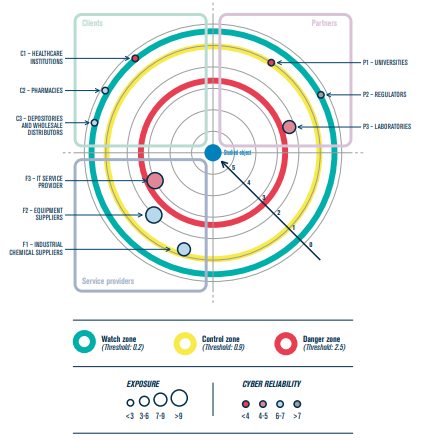 Clients
Partners
C1 – HEALTHCARE
INSTITUTIONS
P1 – UNIVERSITIES
C2 – PHARMACIES
P2 – REGULATORS
C3 – DEPOSITORIES
AND WHOLESALE
DISTRIBUTORS
P3 – LABORATORIES
Studied object
5
4
3
2
1
0
F3 – IT SERVICE
PROVIDER
F2 – EQUIPMENT
SUPPLIERS
F1 – INDUSTRIAL
CHEMICAL SUPPLIERS
Service providers
Watch zone
(Threshold: 0.2)
Control zone
(Threshold: 0.9)
Danger zone
(Threshold: 2.5)
EXPOSURE
<3 3-6 7-9 >9
CYBER RELIABILITY
<4 4-5 6-7 >7